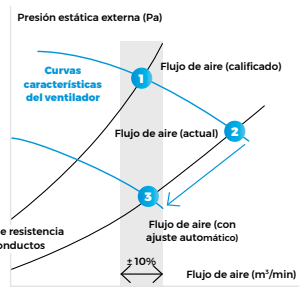 Presión estática externa (Pa)
Flujo de aire (calificado)
1
Curvas
características
del ventilador
Flujo de aire (actual)
2
3
e resistencia
onductos
Flujo de aire (con
ajuste automático)
± 10%
Flujo de aire (m³/min)